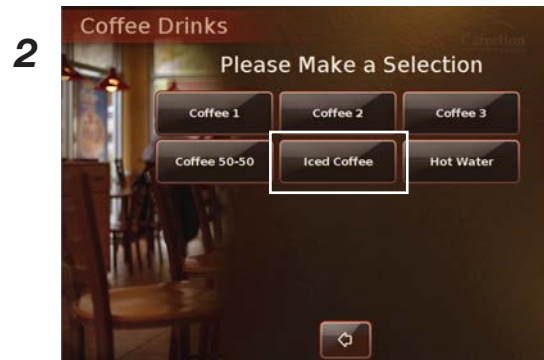 2
Coffee Drinks
Cafection
Please Make a Selection
Coffee 1 Coffee 2 Coffee 3
Coffee 50-50 Iced Coffee Hot Water